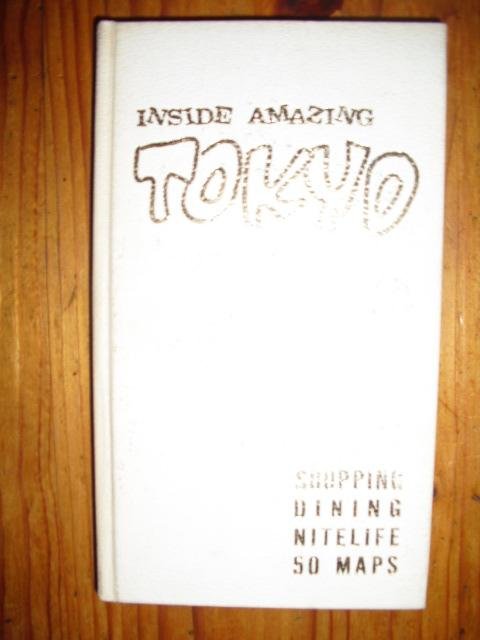 INSIDE AMAZING
TOKYO
SHOPPING
DINING
NITELIFE
50 MAPS